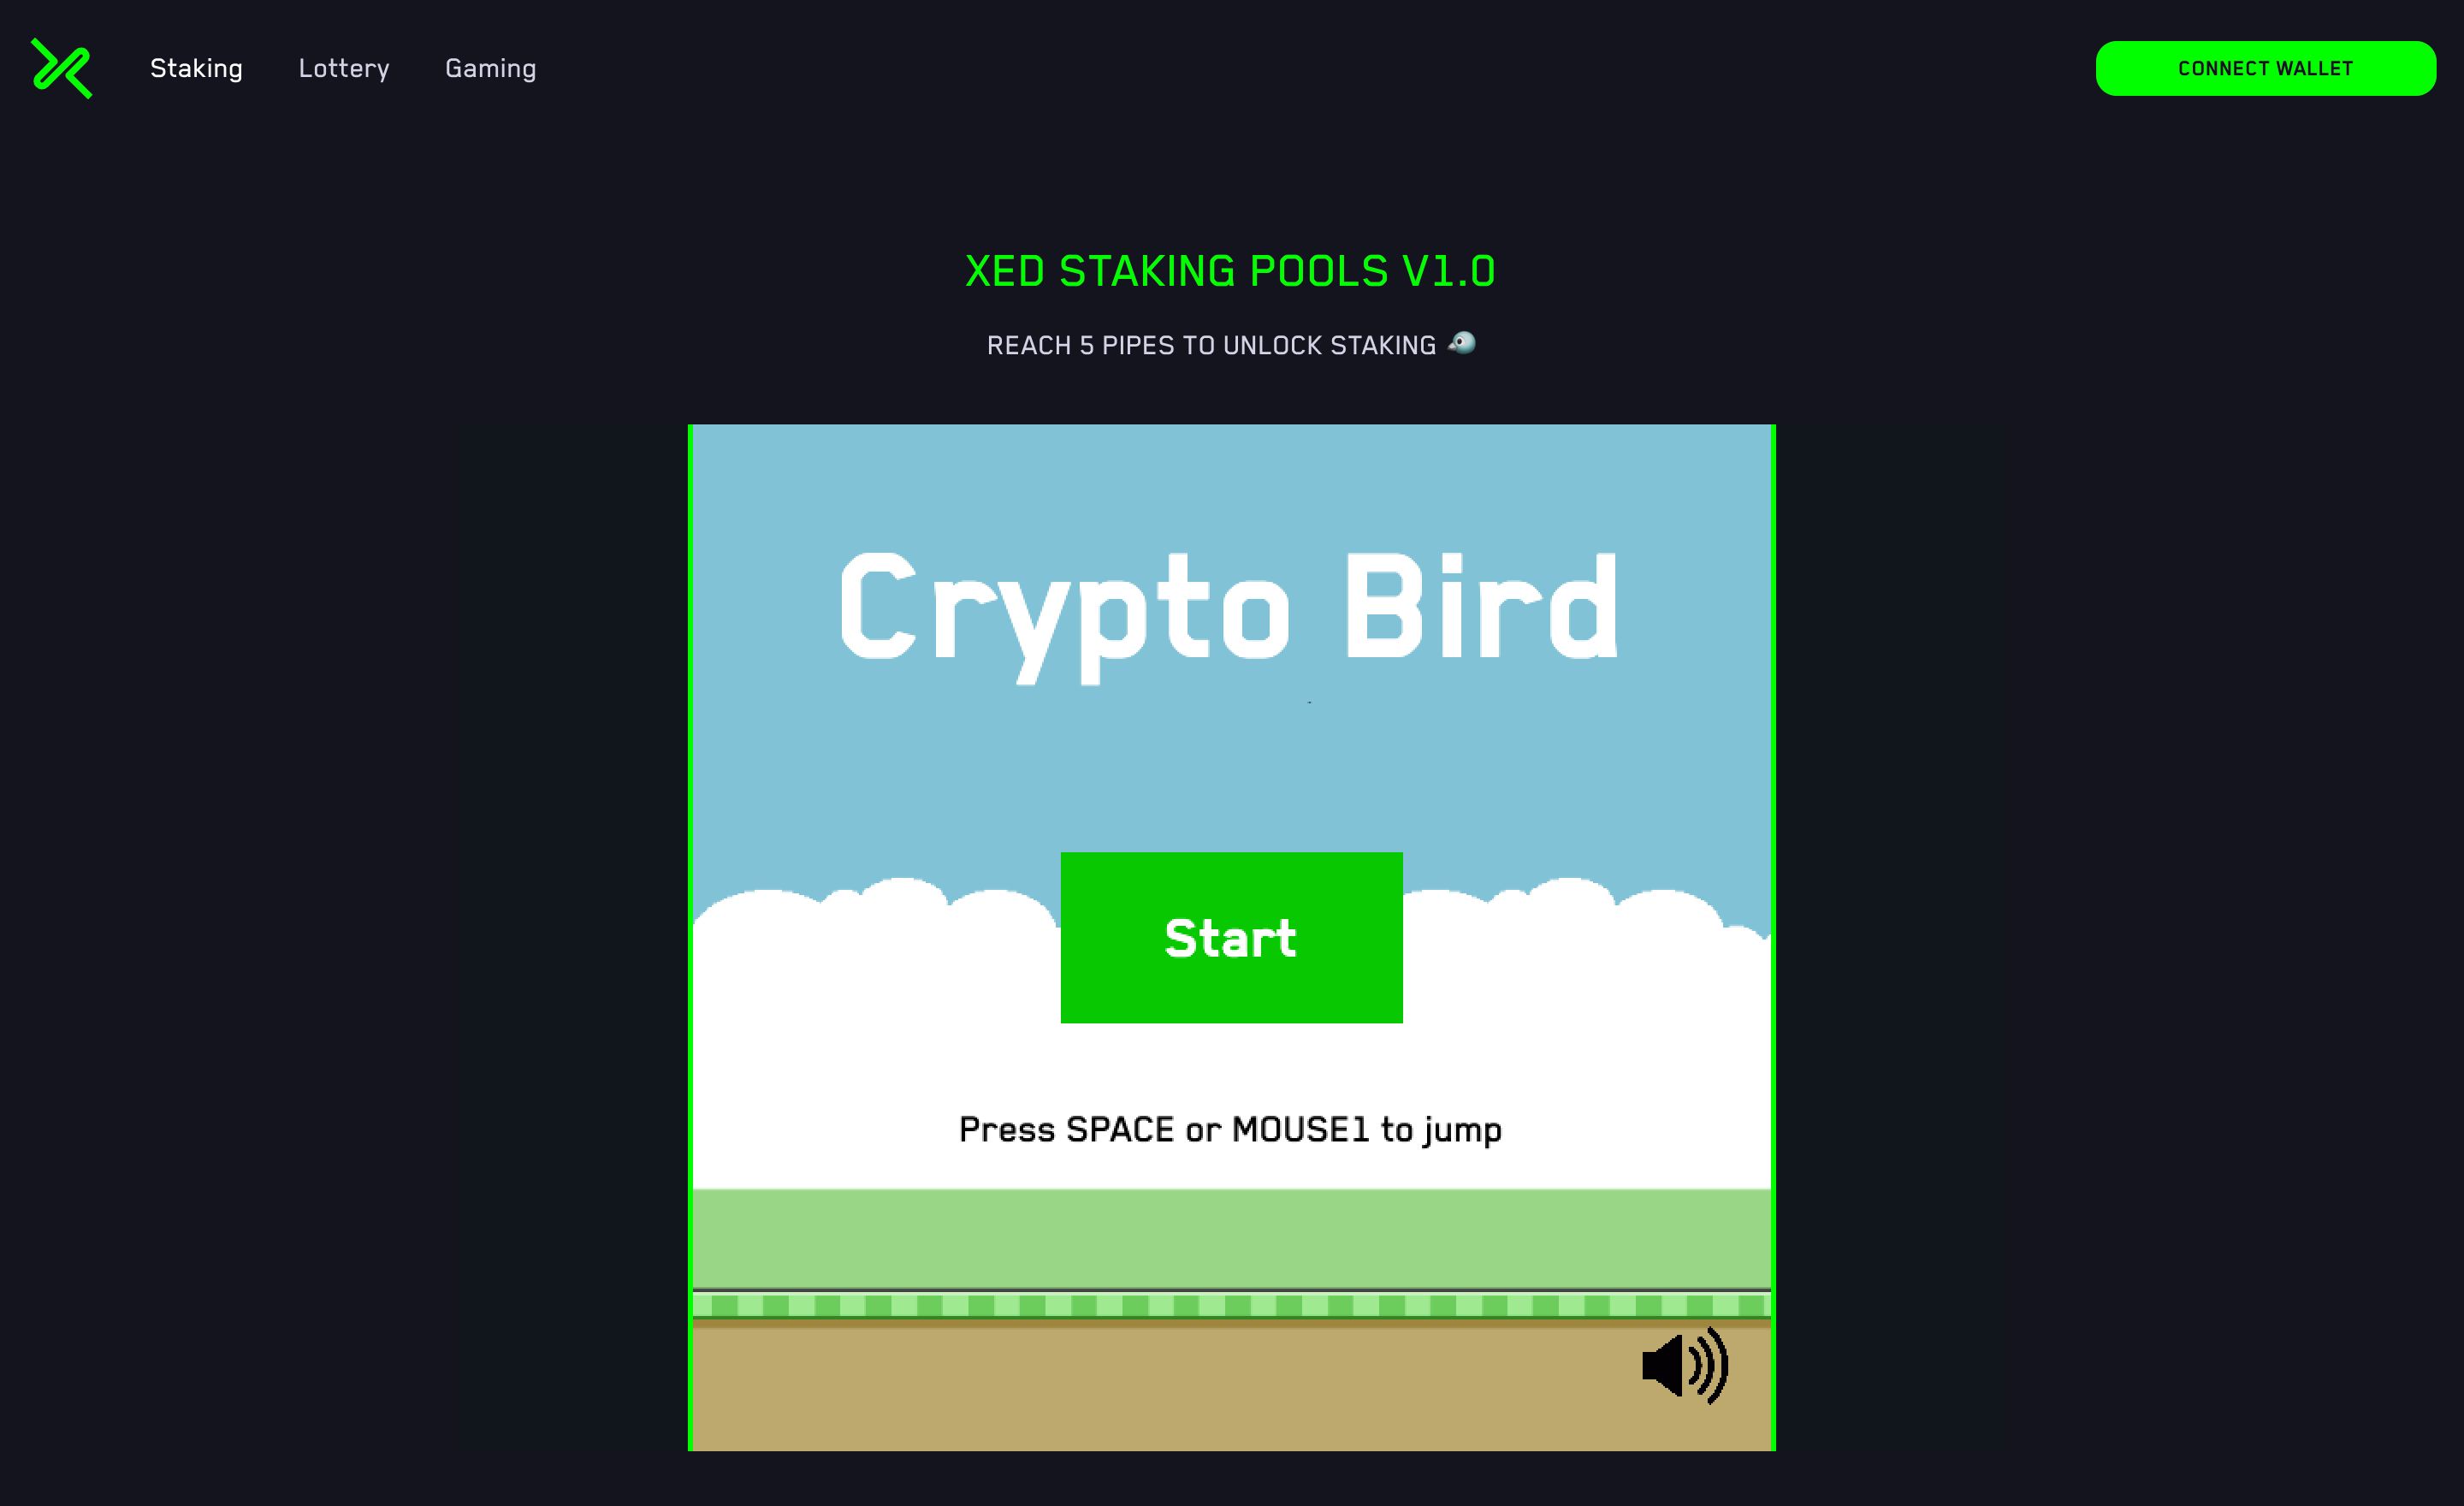 Staking Lottery Gaming CONNECT WALLET
XED STAKING POOLS V1.0
REACH 5 PIPES TO UNLOCK STAKING
Crypto Bird
Start
Press SPACE or MOUSE1 to jump